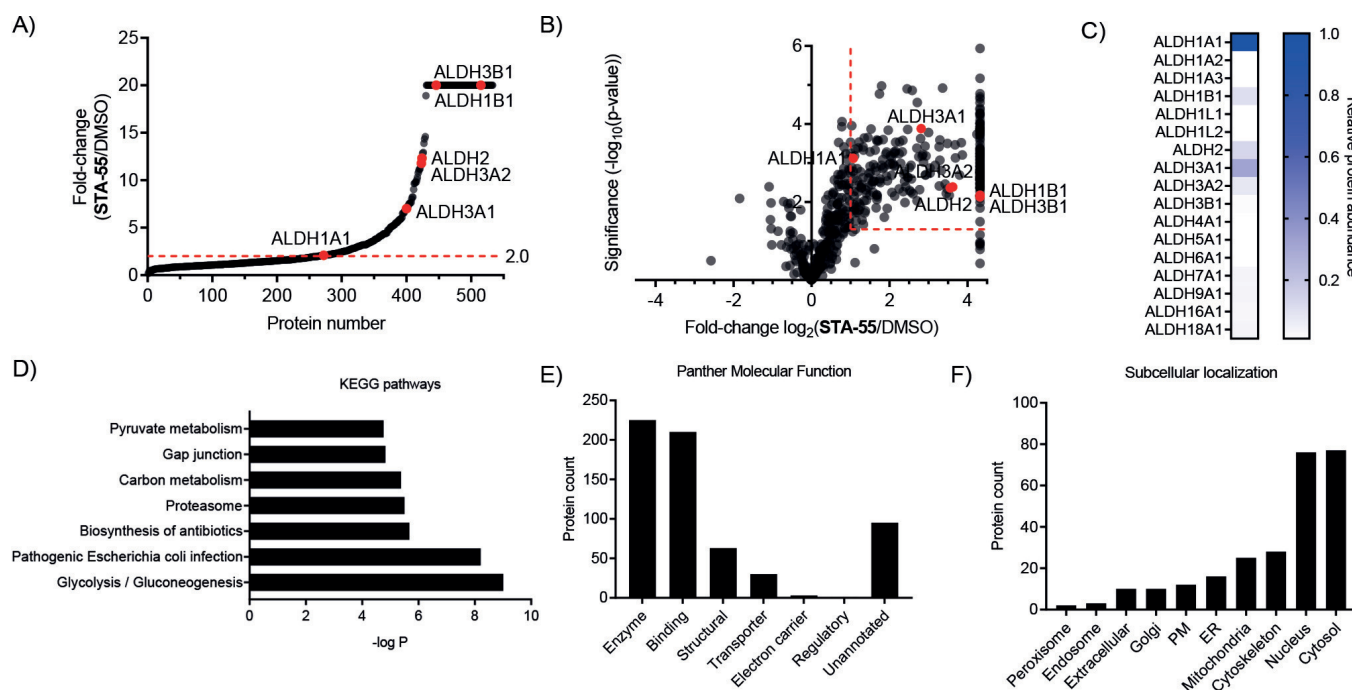 A)
25
20
15
10
5
0
Fold-change
(STA-55/DMSO)
ALDH3B1
ALDH1B1
ALDH2
ALDH3A2
ALDH3A1
ALDH1A1
2.0
0
100
200
300
400
500
Protein number
B)
6
4
2
Significance (-log10(p-value))
ALDH3A1
ALDH1A1
ALDH3A2
ALDH2
ALDH1B1
ALDH3B1
-4
-2
0
2
4
Fold-change log2(STA-55/DMSO)
C)
ALDH1A1
ALDH1A2
ALDH1A3
ALDH1B1
ALDH1L1
ALDH1L2
ALDH2
ALDH3A1
ALDH3A2
ALDH3B1
ALDH4A1
ALDH5A1
ALDH6A1
ALDH7A1
ALDH9A1
ALDH16A1
ALDH18A1
1.0
0.8
0.6
0.4
0.2
Relative protein abundance
D)
KEGG pathways
Pyruvate metabolism
Gap junction
Carbon metabolism
Proteasome
Biosynthesis of antibiotics
Pathogenic Escherichia coli infection
Glycolysis / Gluconeogenesis
0
2
4
6
8
10
-log P
E)
Panther Molecular Function
250
200
150
100
50
0
Protein count
Enzyme
Binding
Structural
Transporter
Electron carrier
Regulatory
Unannotated
F)
Subcellular localization
100
80
60
40
20
0
Protein count
Peroxisome
Endosome
Extracellular
Golgi
PM
ER
Mitochondria
Cytoskeleton
Nucleus
Cytosol